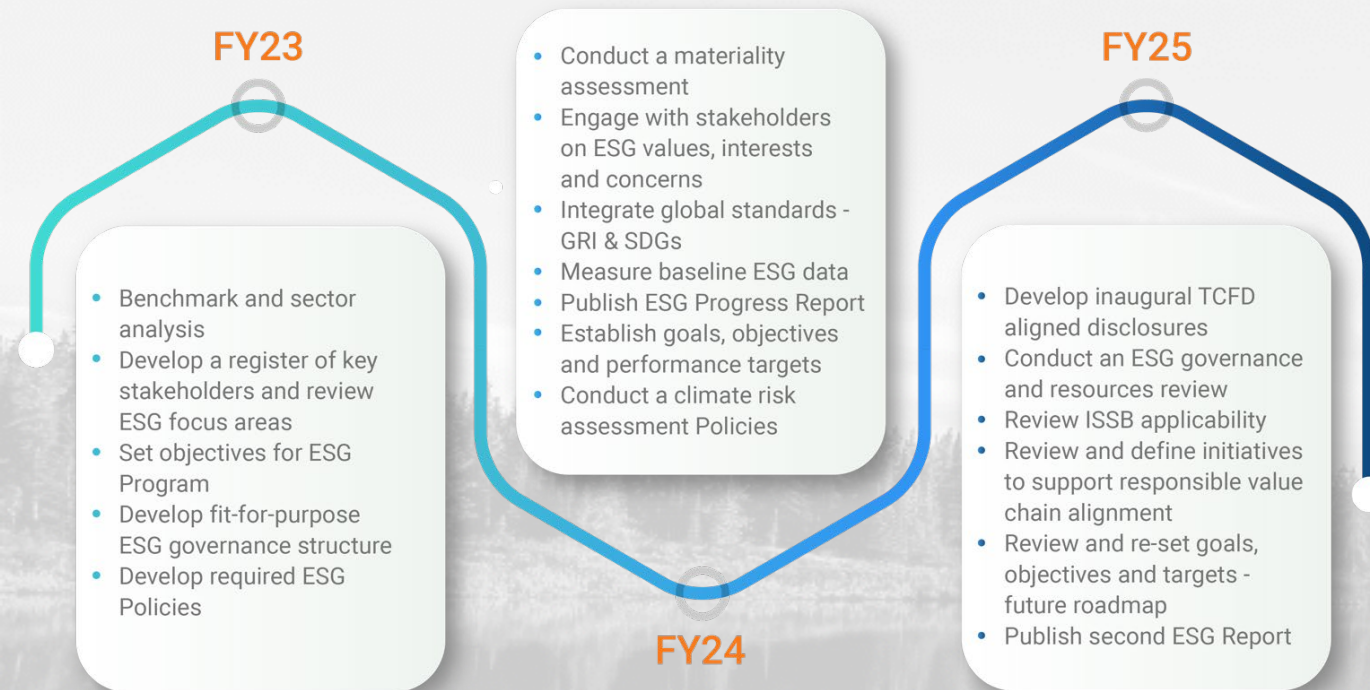 FY23
• Benchmark and sector
analysis
• Develop a register of key
stakeholders and review
ESG focus areas
• Set objectives for ESG
Program
• Develop fit-for-purpose
ESG governance structure
• Develop required ESG
Policies
• Conduct a materiality
assessment
• Engage with stakeholders
on ESG values, interests
and concerns
• Integrate global standards -
GRI & SDGs
• Measure baseline ESG data
• Publish ESG Progress Report
• Establish goals, objectives
and performance targets
• Conduct a climate risk
assessment Policies
FY24
FY25
• Develop inaugural TCFD
aligned disclosures
• Conduct an ESG governance
and resources review
• Review ISSB applicability
• Review and define initiatives
to support responsible value
chain alignment
• Review and re-set goals,
objectives and targets -
future roadmap
• Publish second ESG Report